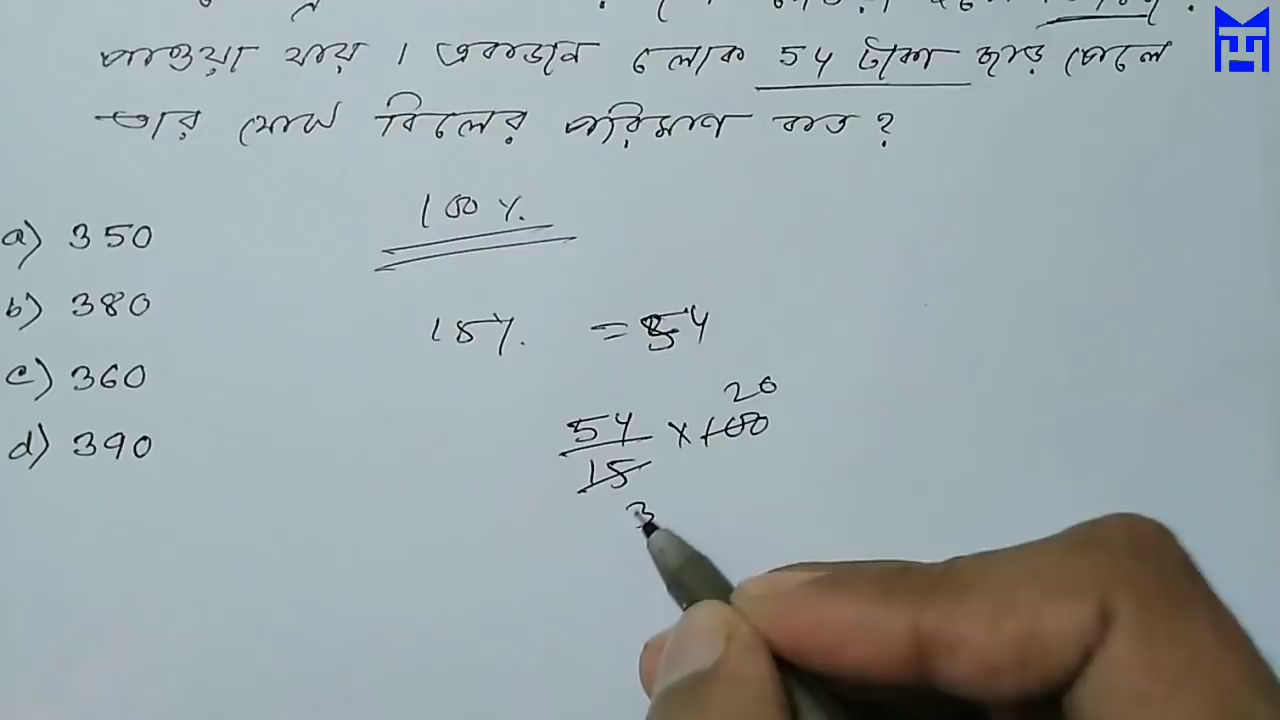 পাওয়া যায়। একজন লোক 54 টাকা ছাড় পেলে
তার মোট বিলের পরিমাণ কত?
100%
a) 350
b) 380
c) 360
d) 390
15% = 54
20
54 × 100
15
3